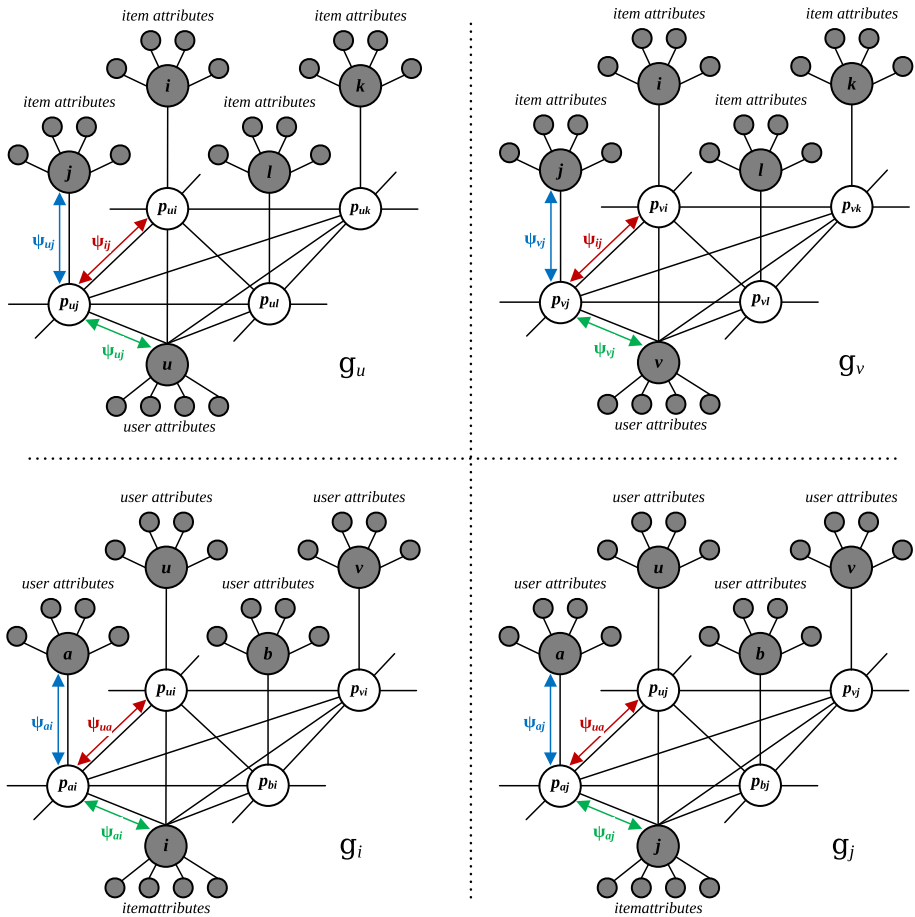 item attributes
item attributes
i
k
item attributes
item attributes
j
l
p_ui
p_uk
ψ_uj
ψ_ij
p_uj
p_ul
ψ_uj
u
g_u
user attributes
item attributes
item attributes
i
k
item attributes
item attributes
j
l
p_vi
p_vk
ψ_vj
ψ_ij
p_vj
p_vl
ψ_vj
v
g_v
user attributes
user attributes
user attributes
u
v
user attributes
user attributes
a
b
p_ui
p_vi
ψ_ai
ψ_ua
p_ai
p_bi
ψ_ai
i
g_i
itemattributes
user attributes
user attributes
u
v
user attributes
user attributes
a
b
p_uj
p_vj
ψ_aj
ψ_ua
p_aj
p_bj
ψ_aj
j
g_j
itemattributes